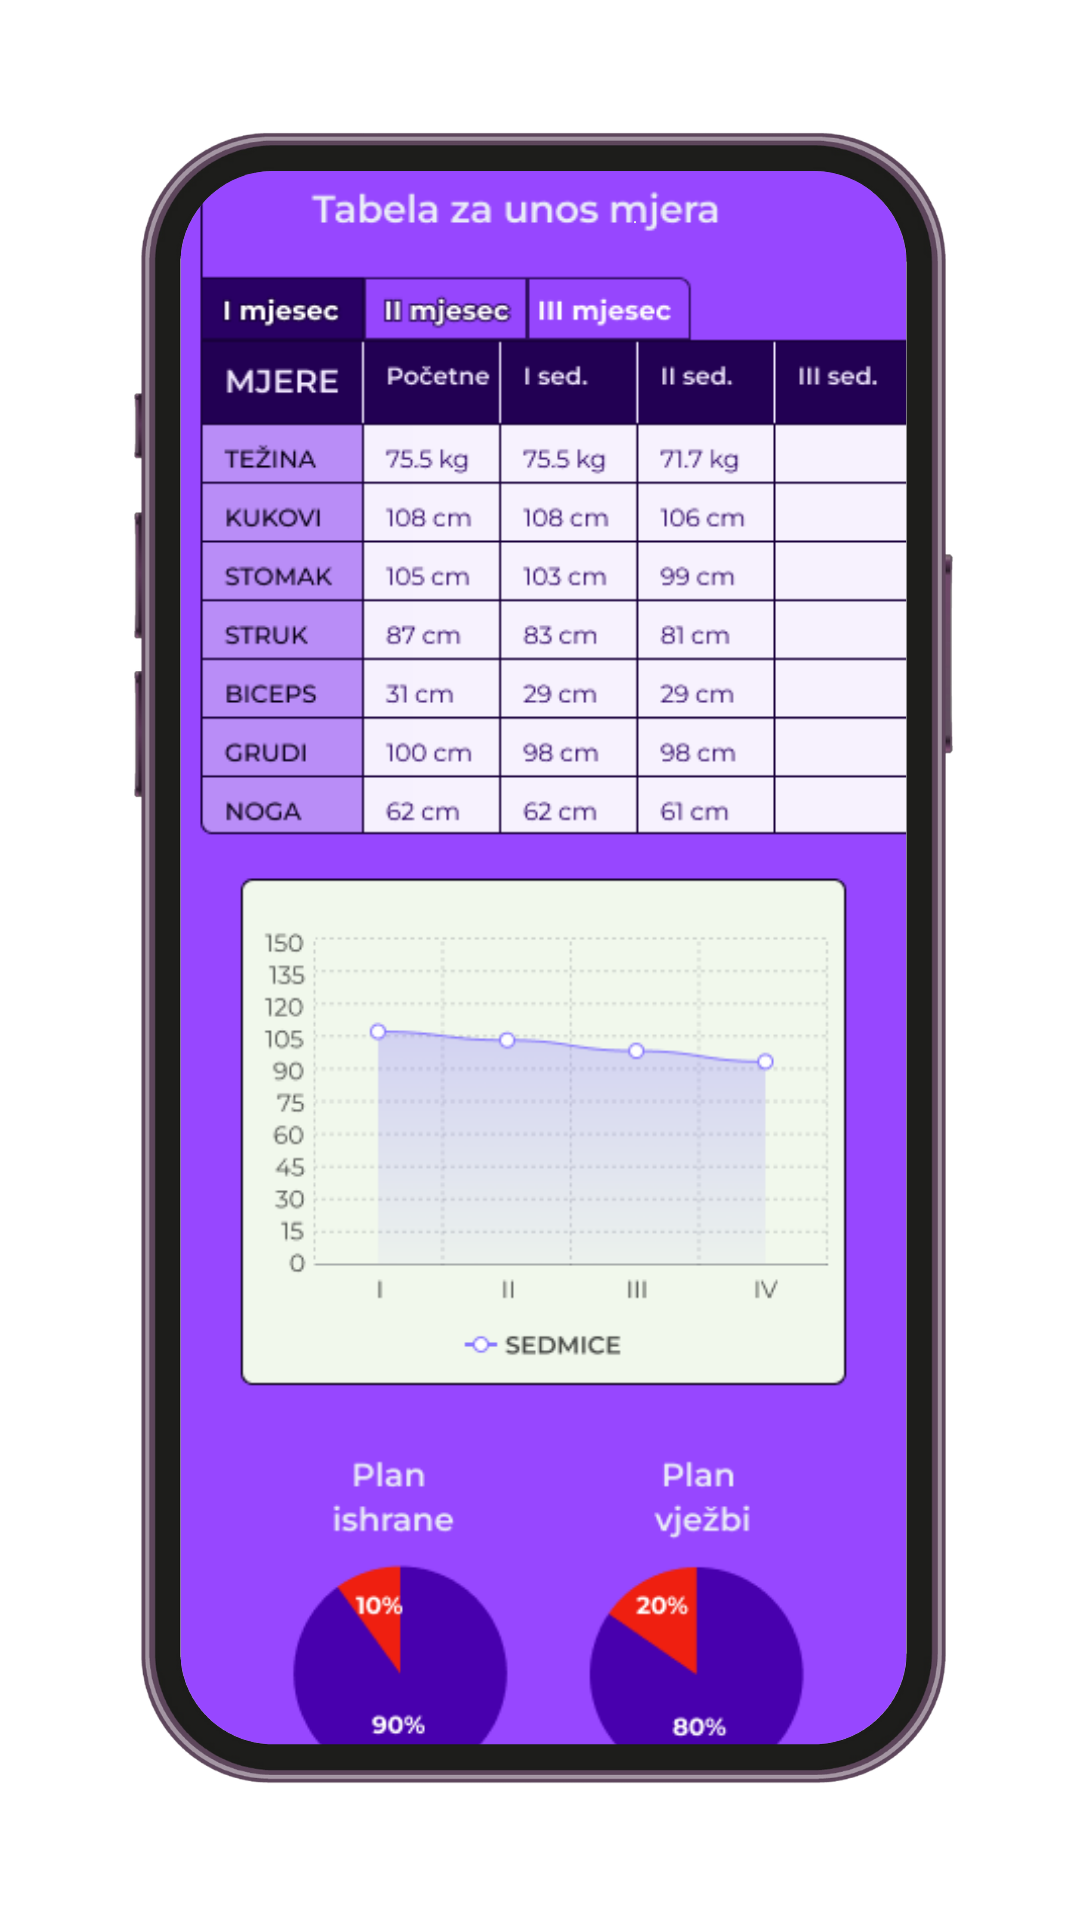 Tabela za unos mjera
I mjesec II mjesec III mjesec
MJERE Početne I sed. II sed. III sed.
TEŽINA 75.5 kg 75.5 kg 71.7 kg
KUKOVI 108 cm 108 cm 106 cm
STOMAK 105 cm 103 cm 99 cm
STRUK 87 cm 83 cm 81 cm
BICEPS 31 cm 29 cm 29 cm
GRUDI 100 cm 98 cm 98 cm
NOGA 62 cm 62 cm 61 cm
150
135
120
105
90
75
60
45
30
15
0
I II III IV
SEDMICE
Plan
ishrane
Plan
vježbi
10%
90%
20%
80%